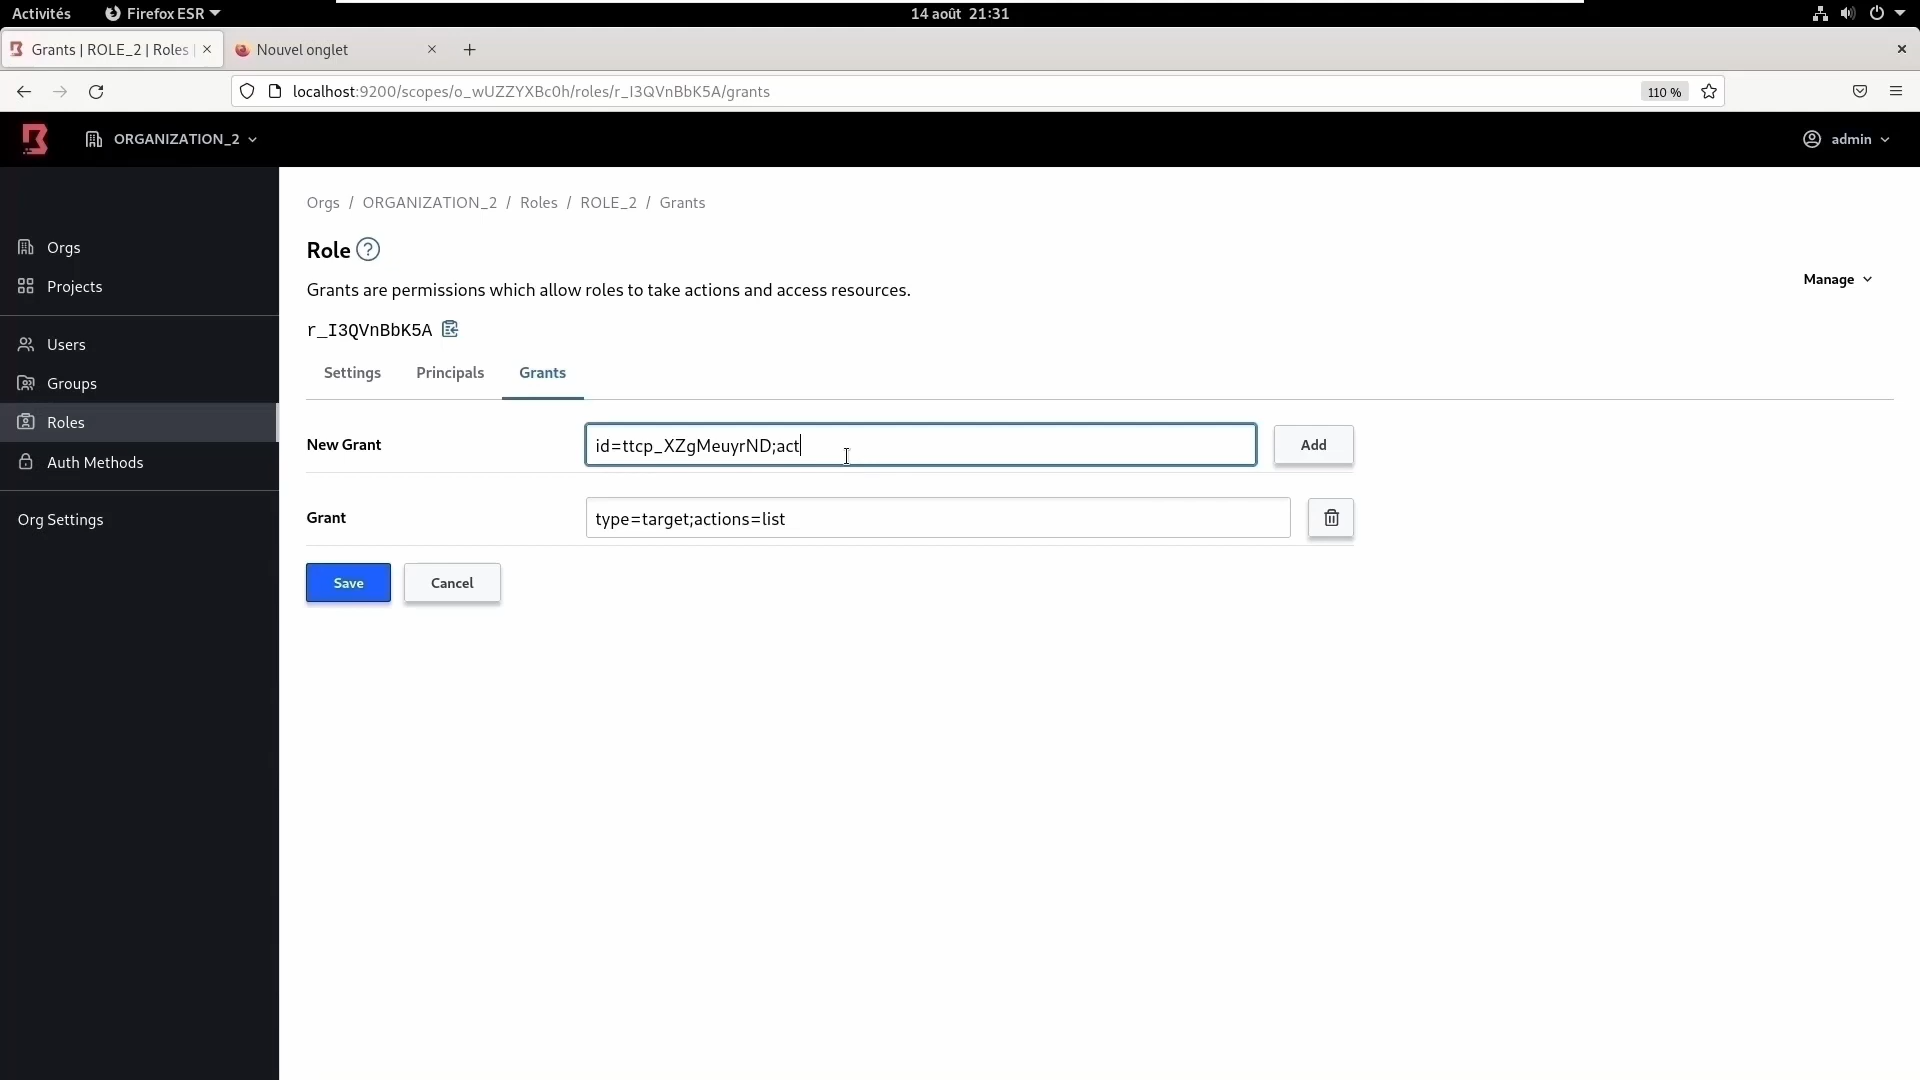 Activités
Firefox ESR
14 août 21:31
Grants | ROLE_2 | Roles |
Nouvel onglet
localhost:9200/scopes/o_wUZZYXBc0h/roles/r_I3QVnBbK5A/grants
110 %
ORGANIZATION_2
admin
Orgs
Projects
Users
Groups
Roles
Auth Methods
Org Settings
Orgs / ORGANIZATION_2 / Roles / ROLE_2 / Grants
Role ?
Grants are permissions which allow roles to take actions and access resources.
Manage
r_I3QVnBbK5A
Settings
Principals
Grants
New Grant
id=ttcp_XZgMeuyrND;act
Add
Grant
type=target;actions=list
Save
Cancel